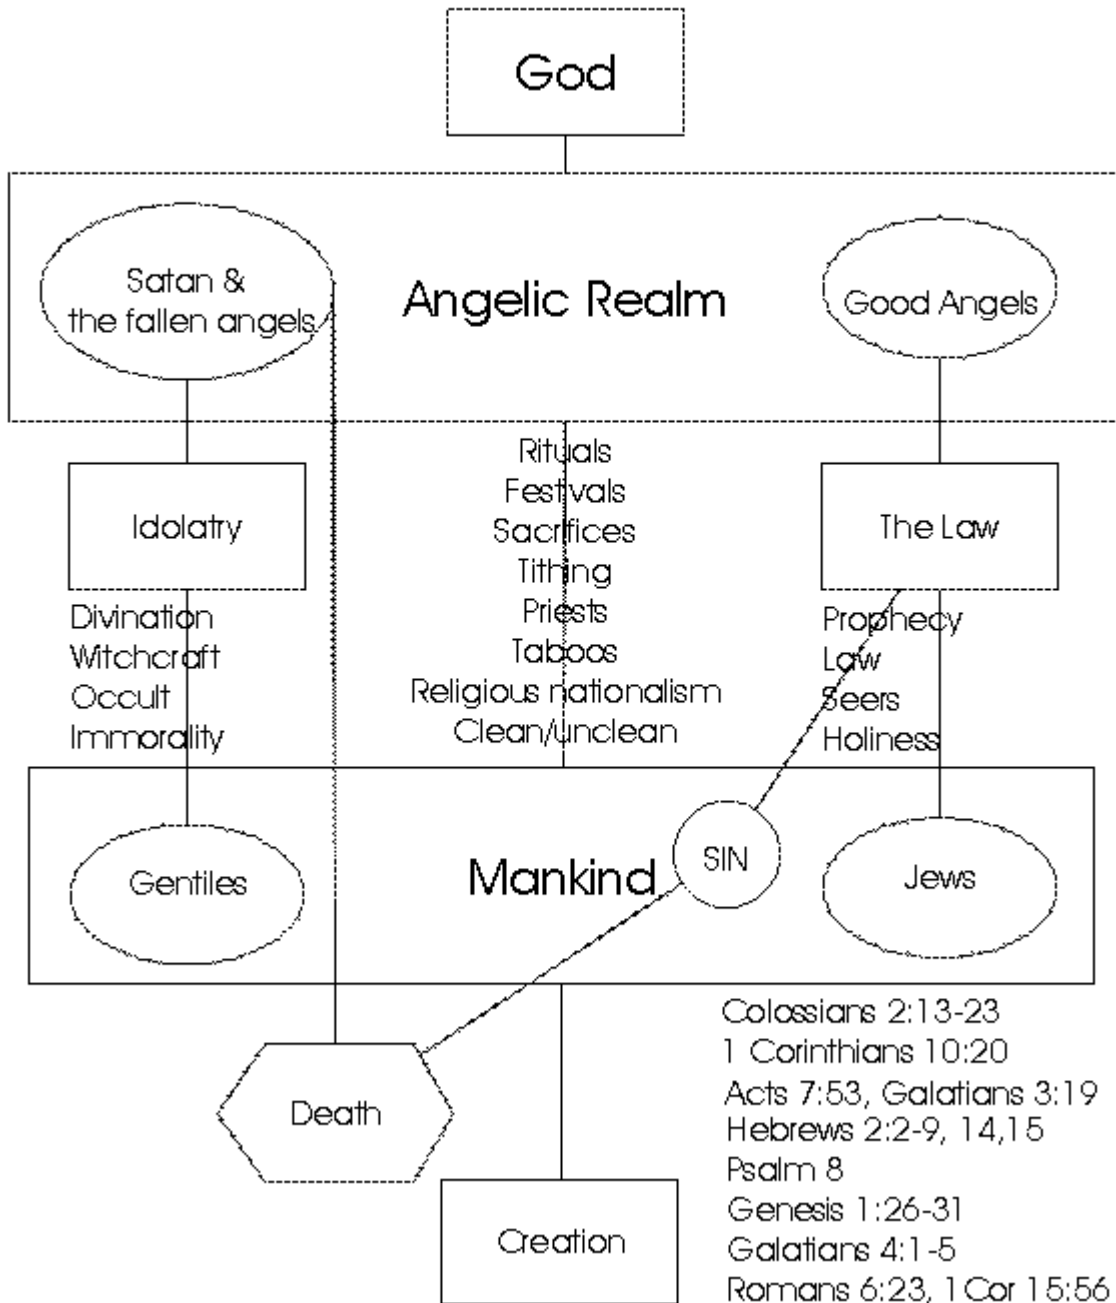 God
Satan &
the fallen angels
Angelic Realm
Good Angels
Idolatry
Rituals
Festivals
Sacrifices
Tithing
Priests
Taboos
Religious nationalism
Clean/unclean
The Law
Divination
Witchcraft
Occult
Immorality
Prophecy
Law
Seers
Holiness
Gentiles
Mankind
SIN
Jews
Death
Creation
Colossians 2:13-23
1 Corinthians 10:20
Acts 7:53, Galatians 3:19
Hebrews 2:2-9, 14,15
Psalm 8
Genesis 1:26-31
Galatians 4:1-5
Romans 6:23, 1Cor 15:56